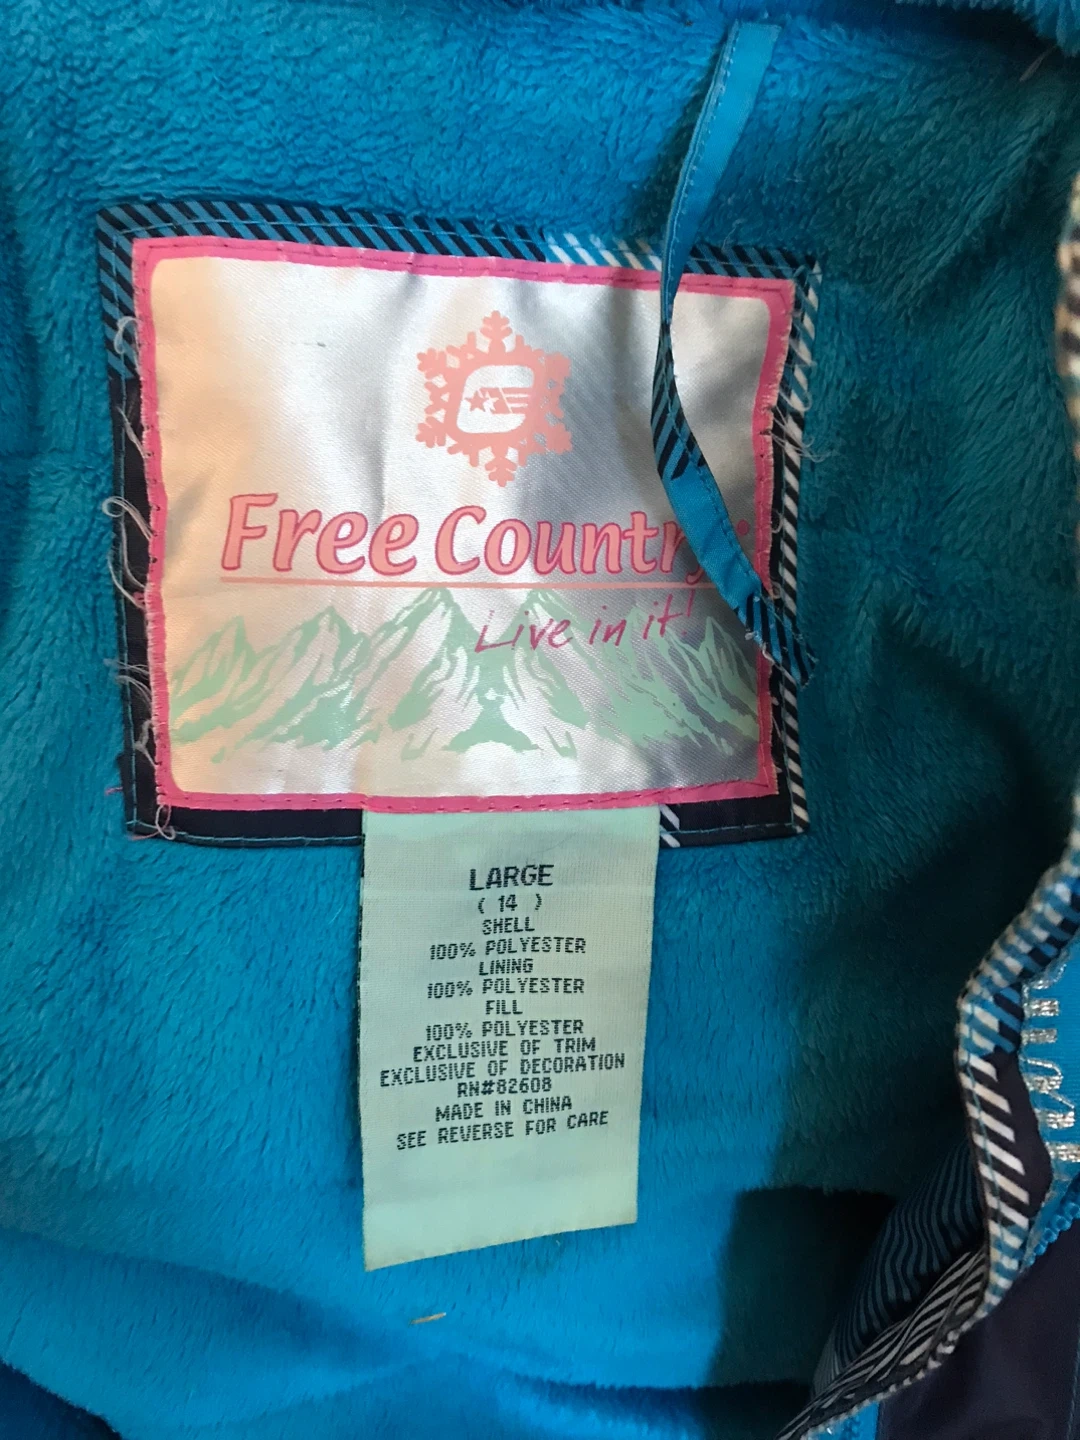 Free Country
Live in it!
LARGE
( 14 )
SHELL
100% POLYESTER
LINING
100% POLYESTER
FILL
100% POLYESTER
EXCLUSIVE OF TRIM
EXCLUSIVE OF DECORATION
RN#82608
MADE IN CHINA
SEE REVERSE FOR CARE